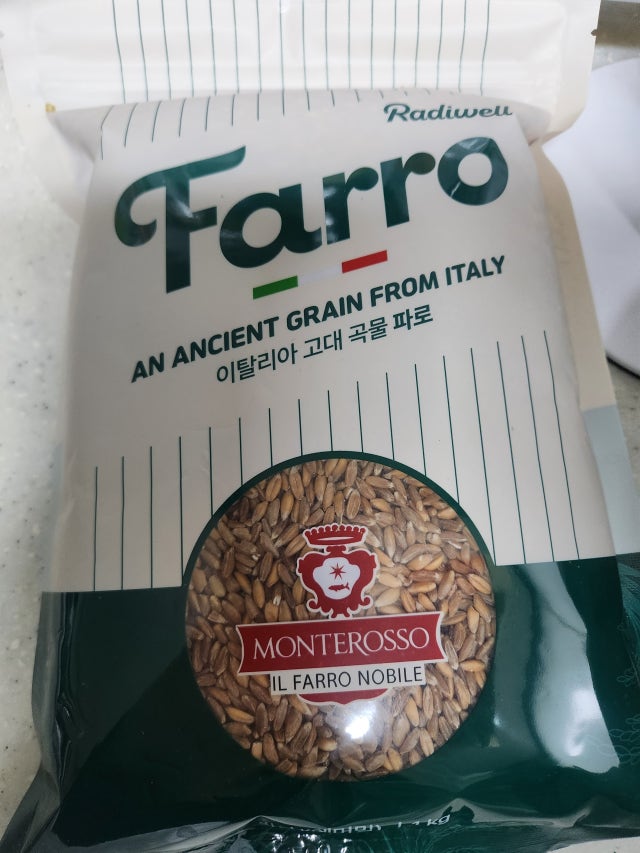 Radiwell
Farro
AN ANCIENT GRAIN FROM ITALY
이탈리아 고대 곡물 파로
MONTEROSSO
IL FARRO NOBILE
kg